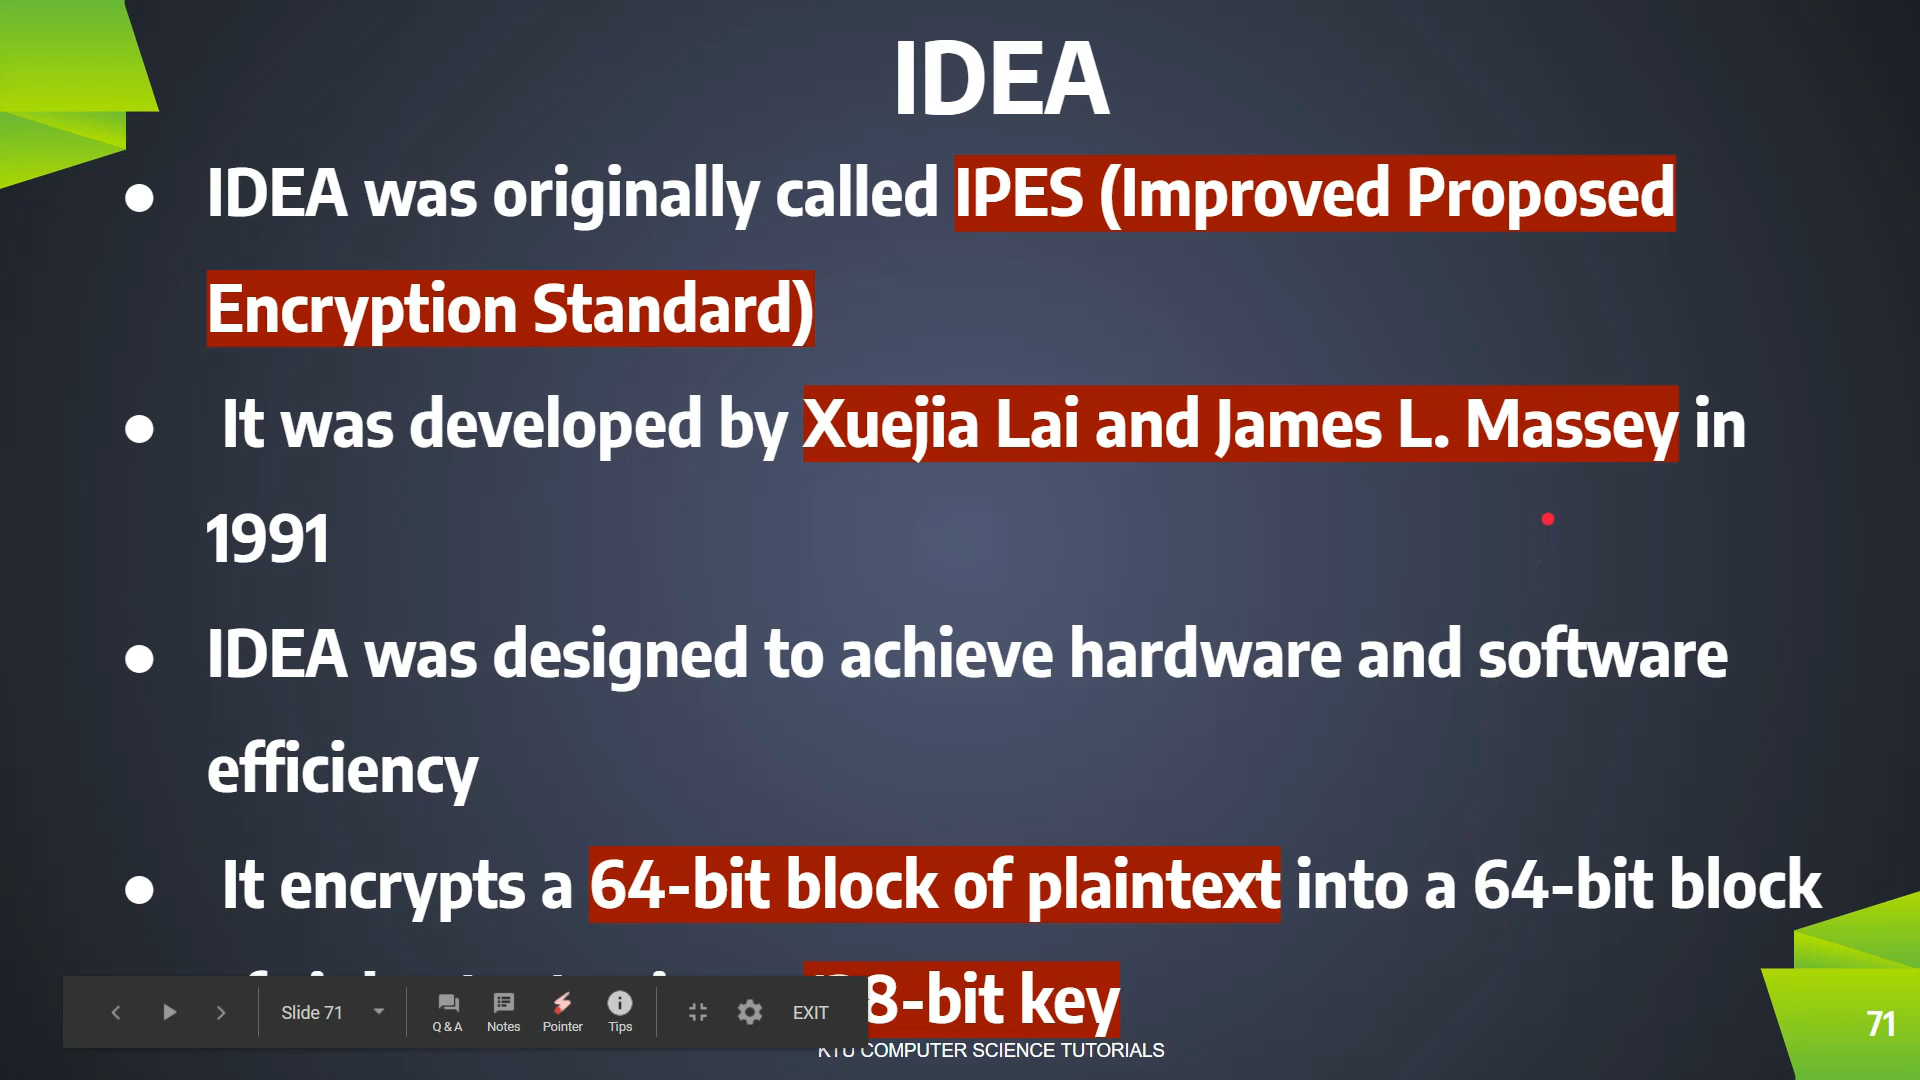 IDEA
● IDEA was originally called IPES (Improved Proposed
Encryption Standard)
● It was developed by Xuejia Lai and James L. Massey in
1991
● IDEA was designed to achieve hardware and software
efficiency
● It encrypts a 64-bit block of plaintext into a 64-bit block
8-bit key
Slide 71
Q & A Notes Pointer Tips EXIT
71
KTU COMPUTER SCIENCE TUTORIALS